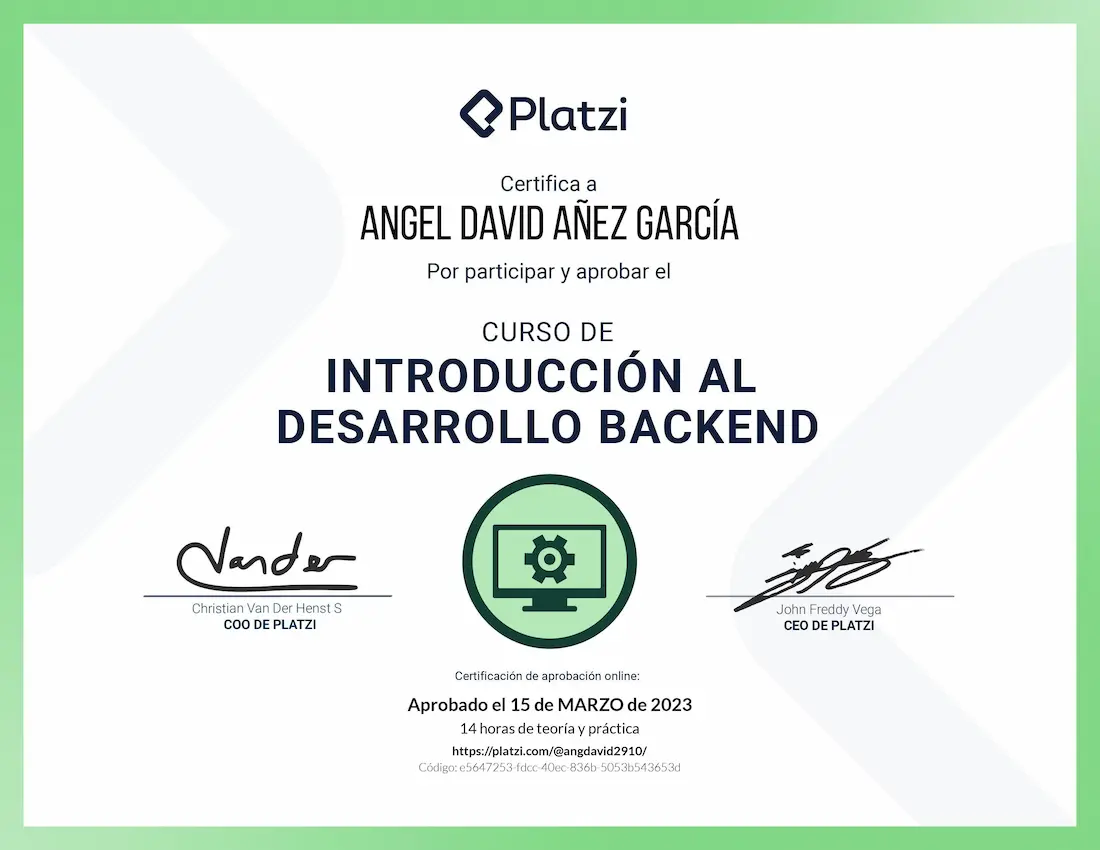 Platzi
Certifica a
ANGEL DAVID AÑEZ GARCÍA
Por participar y aprobar el
CURSO DE
INTRODUCCIÓN AL
DESARROLLO BACKEND
Vander
Christian Van Der Henst S
COO DE PLATZI
John Freddy Vega
CEO DE PLATZI
Certificación de aprobación online:
Aprobado el 15 de MARZO de 2023
14 horas de teoría y práctica
https://platzi.com/@angdavid2910/
Código: e5647253-fdcc-40ec-836b-5053b543653d